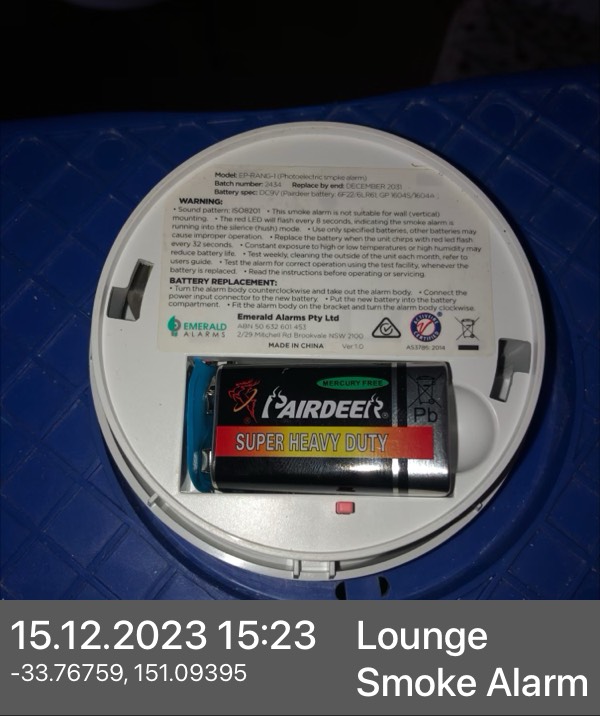 Model: EP-RANG-1 (Photoelectric smoke alarm)
Batch number: 2434 Replace by end: DECEMBER 2031
Battery spec: DC9V (Pairdeer battery, 6F22/6LR61, GP 1604S/1604A)
WARNING:
• Sound pattern: ISO8201 • This smoke alarm is not suitable for wall (vertical)
mounting. • The red LED will flash every 8 seconds, indicating the smoke alarm is
running into the silence (hush) mode. • Use only specified batteries, other batteries may
cause improper operation. • Replace the battery when the unit chirps with red led flash
every 32 seconds. • Constant exposure to high or low temperatures or high humidity may
reduce battery life. • Test weekly, cleaning the outside of the unit each month, refer to
users guide. • Test the alarm for correct operation using the test facility, whenever the
battery is replaced. • Read the instructions before operating or servicing.
BATTERY REPLACEMENT:
• Turn the alarm body counterclockwise and take out the alarm body. • Connect the
power input connector to the new battery. • Put the new battery into the battery
compartment. • Fit the alarm body on the bracket and turn the alarm body clockwise.
EMERALD
ALARMS
Emerald Alarms Pty Ltd
ABN 50 632 601 453
2/29 Mitchell Rd Brookvale NSW 2100
MADE IN CHINA Ver 1.0
AS3786: 2014
MERCURY FREE
PAIRDEER
SUPER HEAVY DUTY
Pb
15.12.2023 15:23
-33.76759, 151.09395
Lounge
Smoke Alarm